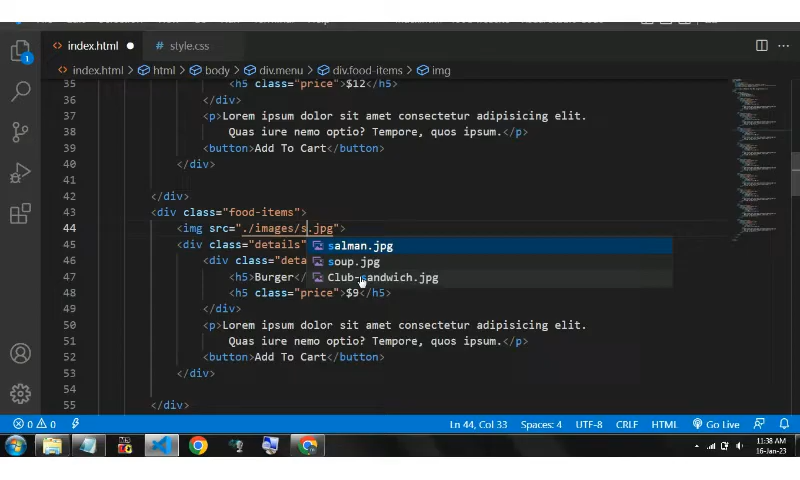 index.html
# style.css
index.html > html > body > div.menu > div.food-items > img
35 <h5 class="price">$12</h5>
36 </div>
37 <p>Lorem ipsum dolor sit amet consectetur adipisicing elit.
38 Quas iure nemo optio? Tempore, quos ipsum.</p>
39 <button>Add To Cart</button>
40 </div>
41
42 </div>
43 <div class="food-items">
44 <img src="./images/s.jpg">
45 <div class="details"
salman.jpg
46 <div class="deta
soup.jpg
47 <h5>Burger</
Club-sandwich.jpg
48 <h5 class="price">$9</h5>
49 </div>
50 <p>Lorem ipsum dolor sit amet consectetur adipisicing elit.
51 Quas iure nemo optio? Tempore, quos ipsum.</p>
52 <button>Add To Cart</button>
53 </div>
54
55 </div>
1
0 0 Ln 44, Col 33 Spaces: 4 UTF-8 CRLF HTML Go Live
11:38 AM
16-Jan-23